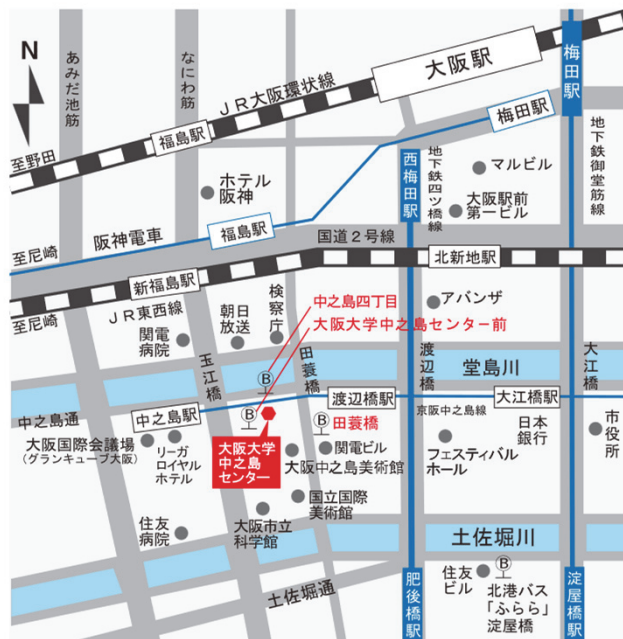 大阪駅
梅田駅
あみだ池筋
なにわ筋
N
JR大阪環状線
福島駅
至野田
梅田駅
地下鉄御堂筋線
西梅田駅
地下鉄四ツ橋線
マルビル
大阪駅前
第一ビル
ホテル
阪神
阪神電車
福島駅
国道2号線
至尼崎
新福島駅
北新地駅
JR東西線
至尼崎
関電
病院
朝日
放送
検察庁
中之島四丁目
大阪大学中之島センター前
アバンザ
玉江橋
田蓑橋
渡辺橋
堂島川
大江橋
B
中之島通
中之島駅
渡辺橋駅
大江橋駅
大阪国際会議場
(グランキューブ大阪)
リーガ
ロイヤル
ホテル
B
大阪大学
中之島
センター
B
田蓑橋
関電ビル
大阪中之島美術館
京阪中之島線
フェスティバル
ホール
日本
銀行
市役所
国立国際
美術館
大阪市立
科学館
住友
病院
土佐堀川
土佐堀通
肥後橋駅
住友
ビル
B
北港バス
「ふらら」
淀屋橋
淀屋橋駅